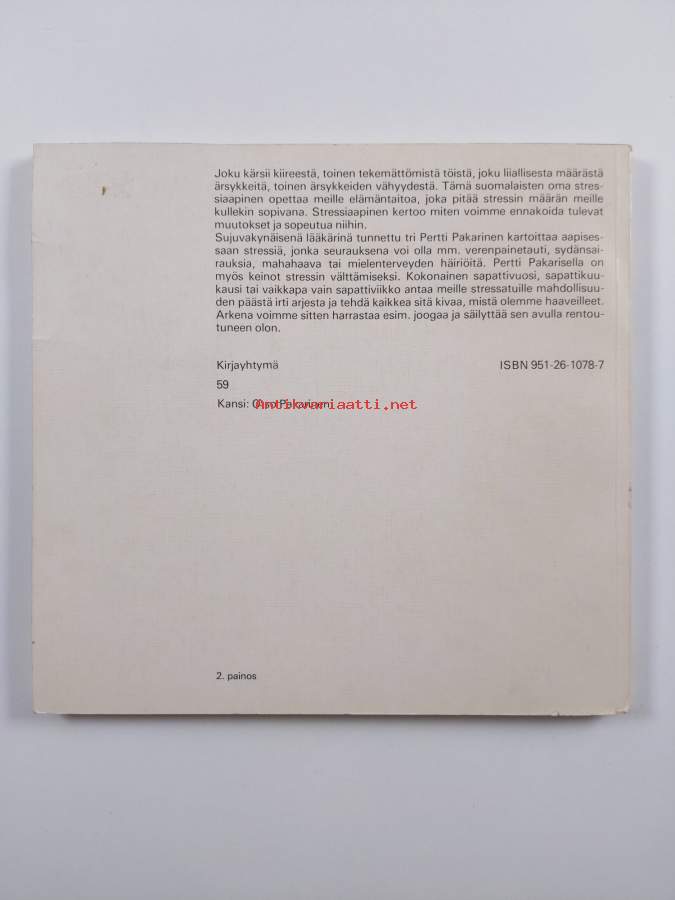 Joku kärsii kiireestä, toinen tekemättömistä töistä, joku liiallisesta määrästä
ärsykkeitä, toinen ärsykkeiden vähyydestä. Tämä suomalaisten oma stres-
siaapinen opettaa meille elämäntaitoa, joka pitää stressin määrän meille
kullekin sopivana. Stressiaapinen kertoo miten voimme ennakoida tulevat
muutokset ja sopeutua niihin.
Sujuvakynäisenä lääkärinä tunnettu tri Pertti Pakarinen kartoittaa aapises-
saan stressiä, jonka seurauksena voi olla mm. verenpainetauti, sydänsai-
rauksia, mahahaava tai mielenterveyden häiriöitä. Pertti Pakarisella on
myös keinot stressin välttämiseksi. Kokonainen sapattivuosi, sapattikuu-
kausi tai vaikkapa vain sapattiviikko antaa meille stressatuille mahdollisuu-
den päästä irti arjesta ja tehdä kaikkea sitä kivaa, mistä olemme haaveilleet.
Arkena voimme sitten harrastaa esim. joogaa ja säilyttää sen avulla rentou-
tuneen olon.
Kirjayhtymä ISBN 951-26-1078-7
59
Kansi: Pakarinen
Antikvariaatti.net
2. painos